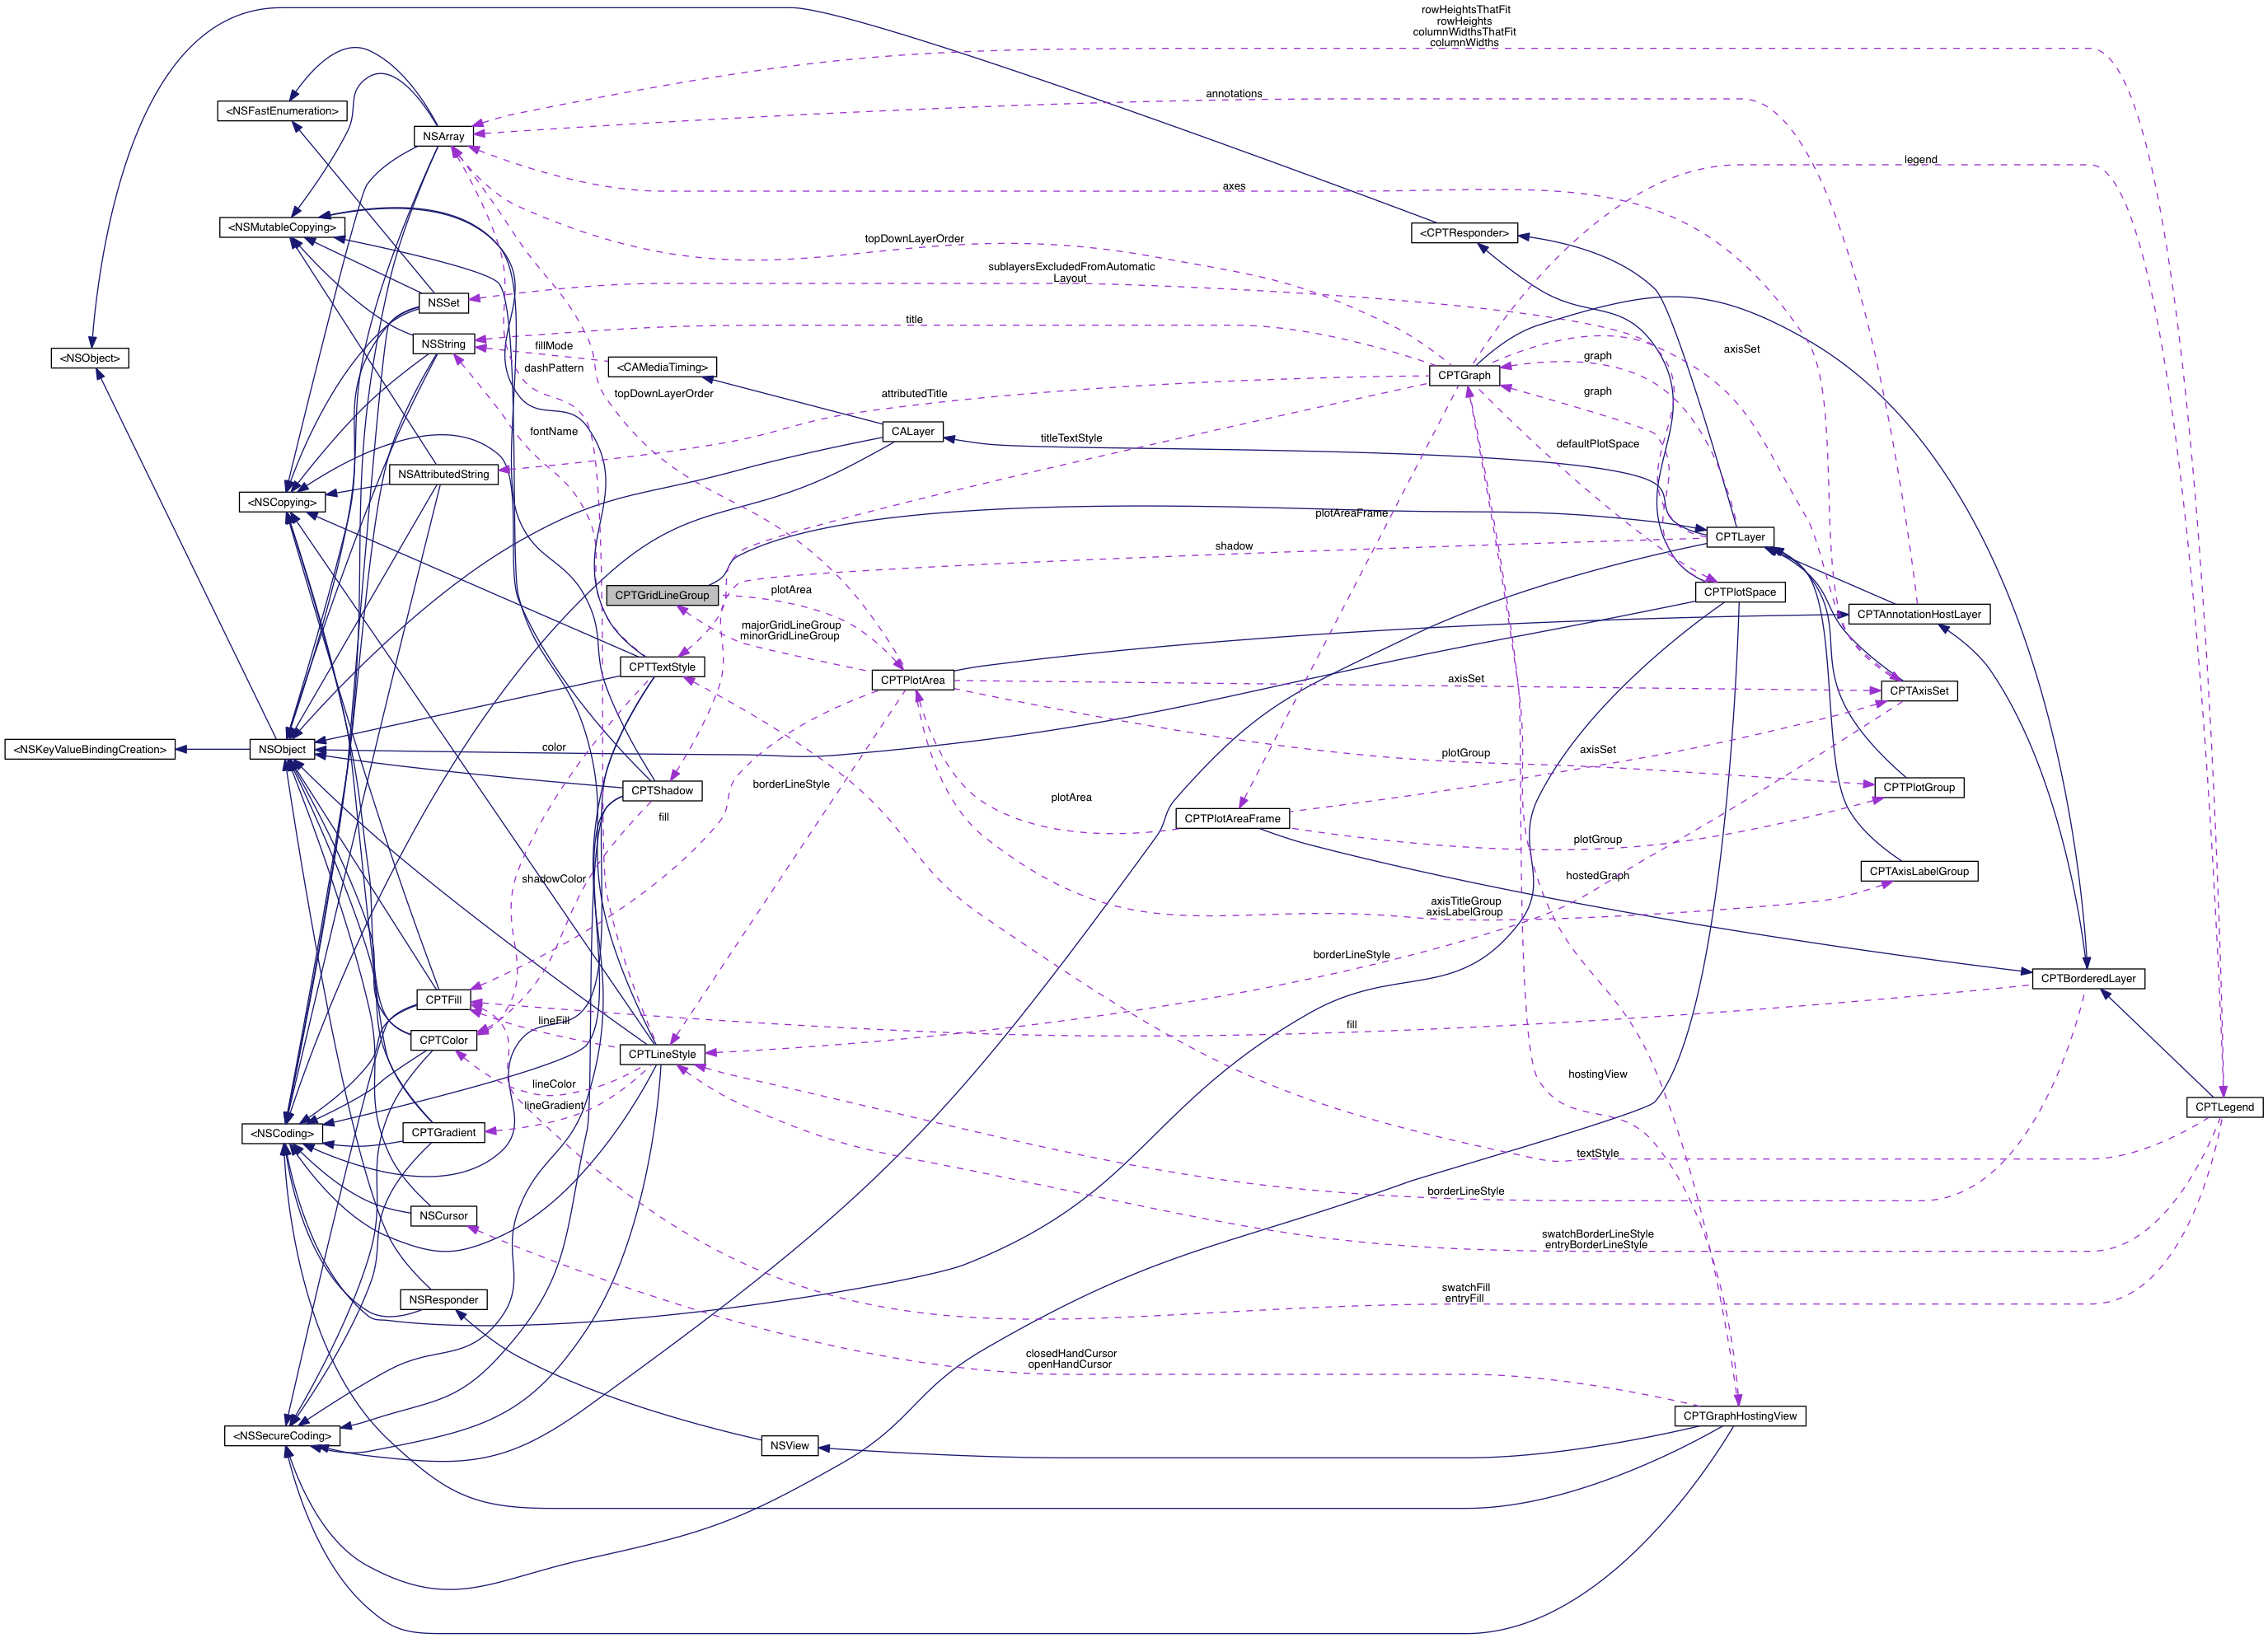 rowHeightsThatFit
rowHeights
columnWidthsThatFit
columnWidths
annotations
<NSFastEnumeration>
NSArray
legend
axes
<NSMutableCopying>
<CPTResponder>
topDownLayerOrder
sublayersExcludedFromAutomatic
Layout
NSSet
title
NSString
fillMode
axisSet
<NSObject>
dashPattern
<CAMediaTiming>
graph
CPTGraph
topDownLayerOrder
attributedTitle
graph
fontName
CALayer
titleTextStyle
defaultPlotSpace
NSAttributedString
<NSCopying>
plotAreaFrame
CPTLayer
shadow
CPTGridLineGroup
plotArea
CPTPlotSpace
CPTAnnotationHostLayer
majorGridLineGroup
minorGridLineGroup
CPTTextStyle
CPTPlotArea
axisSet
CPTAxisSet
<NSKeyValueBindingCreation>
NSObject
color
plotGroup
axisSet
borderLineStyle
CPTShadow
CPTPlotGroup
plotArea
CPTPlotAreaFrame
fill
plotGroup
shadowColor
hostedGraph
CPTAxisLabelGroup
axisTitleGroup
axisLabelGroup
borderLineStyle
CPTBorderedLayer
CPTFill
lineFill
fill
CPTColor
CPTLineStyle
hostingView
lineColor
lineGradient
CPTLegend
<NSCoding>
CPTGradient
textStyle
borderLineStyle
NSCursor
swatchBorderLineStyle
entryBorderLineStyle
swatchFill
entryFill
NSResponder
closedHandCursor
openHandCursor
CPTGraphHostingView
<NSSecureCoding>
NSView